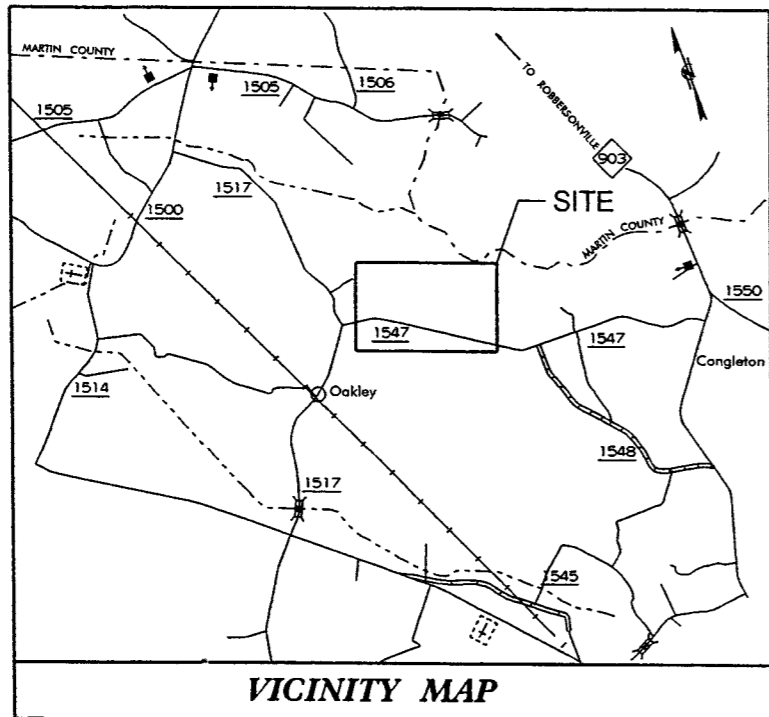 MARTIN COUNTY
TO ROBBERSONVILLE
1505
1506
1505
903
1517
SITE
1500
MARTIN COUNTY
1550
1547
1547
Congleton
1514
Oakley
1548
1517
1545
VICINITY MAP